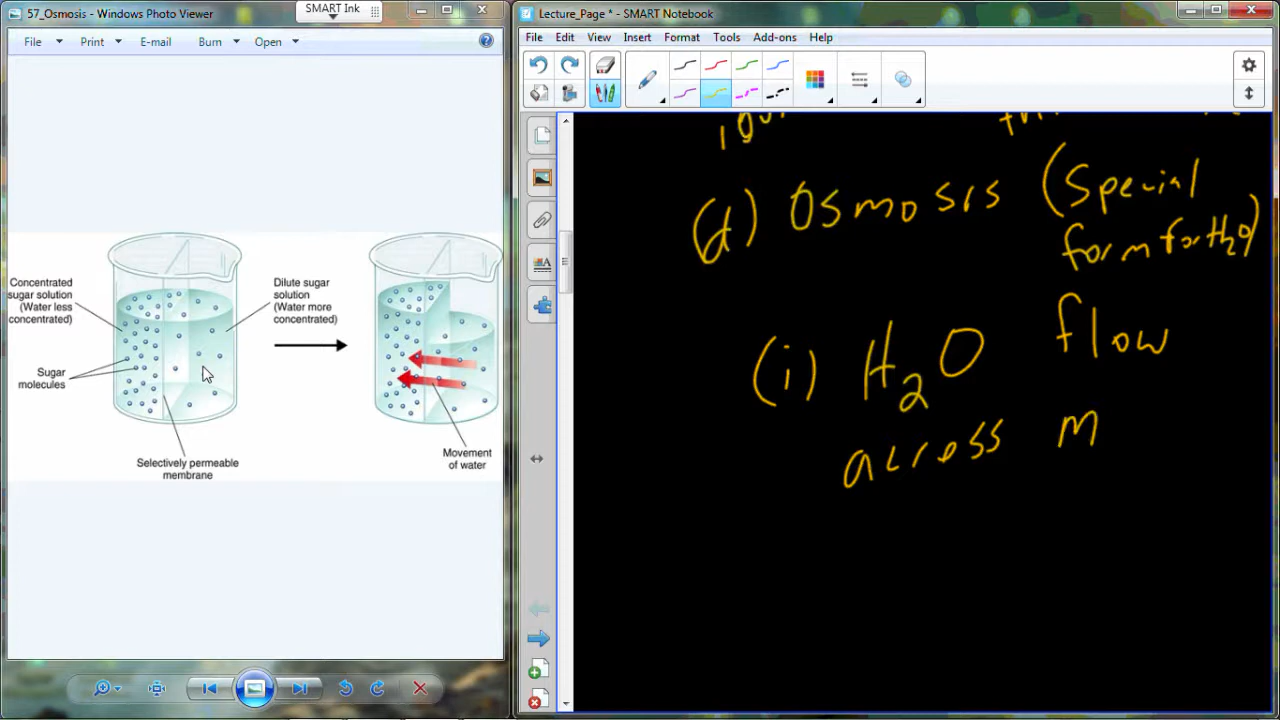 57_Osmosis - Windows Photo Viewer
SMART Ink
File Print E-mail Burn Open
Concentrated
sugar solution
(Water less
concentrated)
Dilute sugar
solution
(Water more
concentrated)
Sugar
molecules
Selectively permeable
membrane
Movement
of water
Lecture_Page * - SMART Notebook
File Edit View Insert Format Tools Add-ons Help
(d) Osmosis (Special
form for H₂O)
(i) H₂O flow
across m